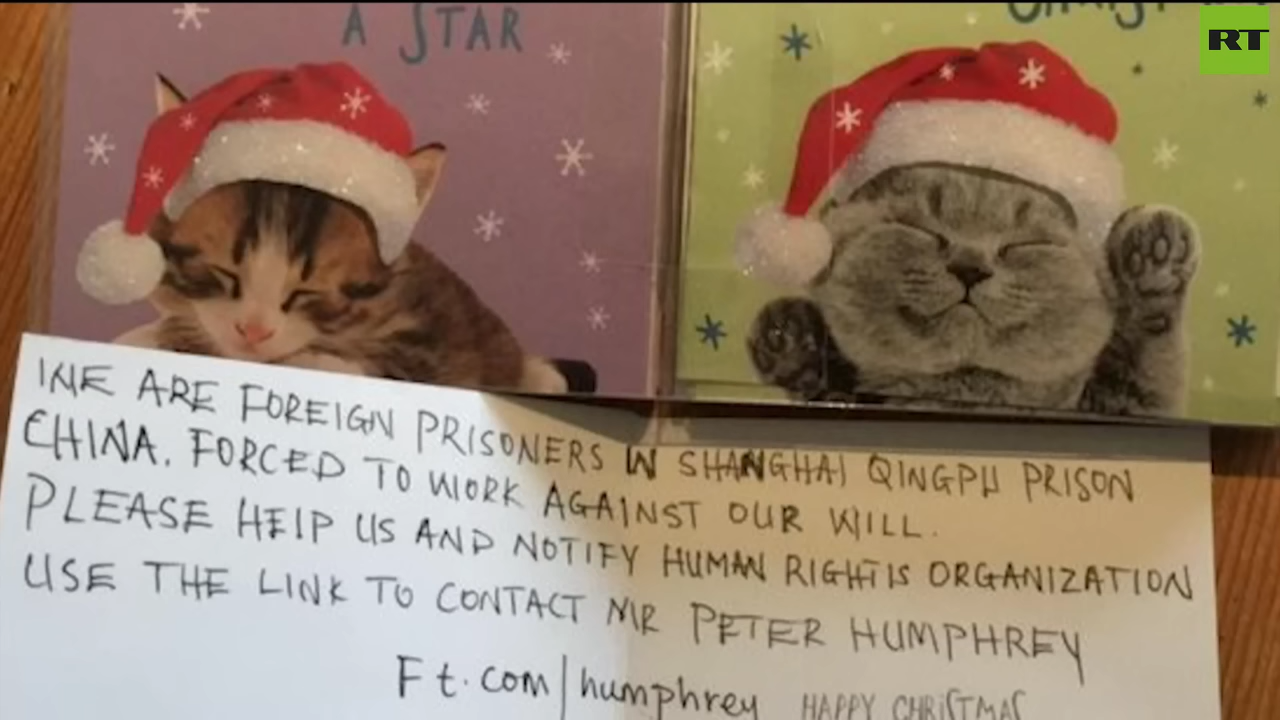 A STAR
RT
WE ARE FOREIGN PRISONERS IN SHANGHAI QINGPU PRISON
CHINA. FORCED TO WORK AGAINST OUR WILL.
PLEASE HELP US AND NOTIFY HUMAN RIGHTS ORGANIZATION
USE THE LINK TO CONTACT MR PETER HUMPHREY
Ft.com/humphrey HAPPY CHRISTMAS